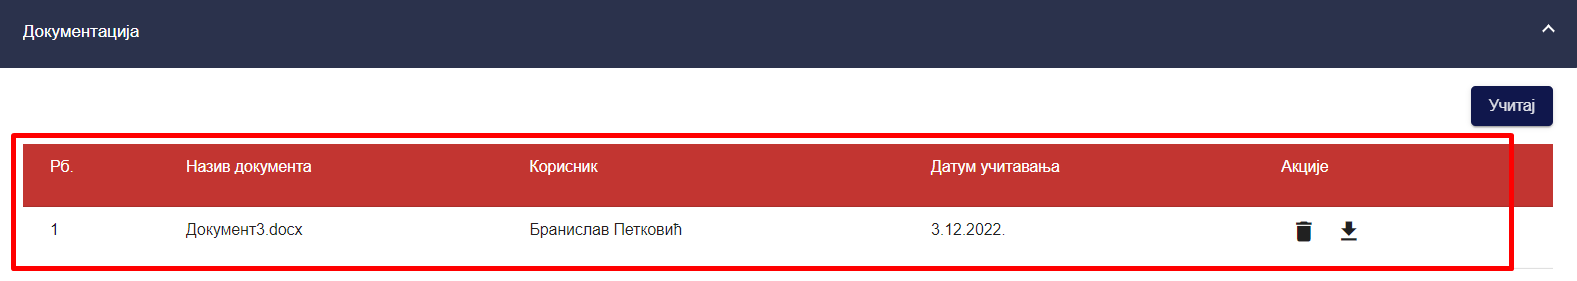 Документација
Учитај
Рб. Назив документа Корисник Датум учитавања Акције
1 Документ3.docx Бранислав Петковић 3.12.2022.